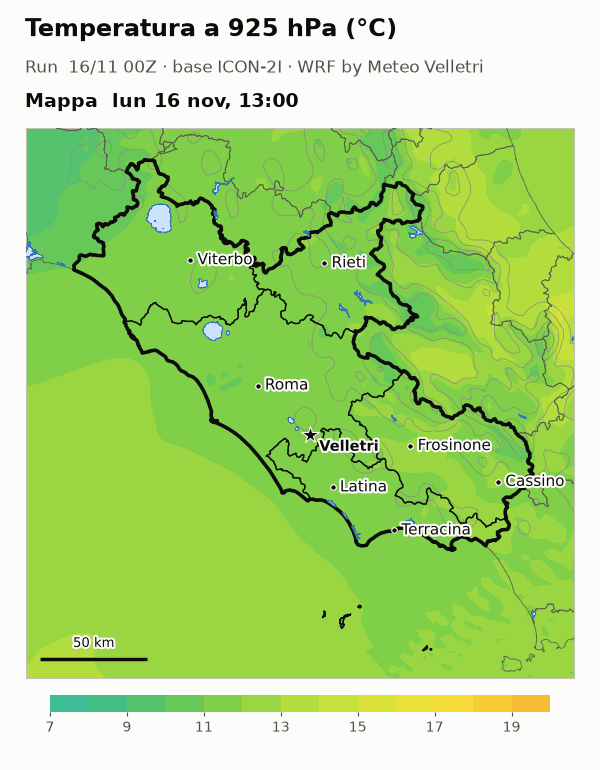 Temperatura a 925 hPa (°C)
Run  16/11 00Z · base ICON-2I · WRF by Meteo Velletri
Mappa  lun 16 nov, 13:00
Viterbo
Rieti
Roma
Velletri
Frosinone
Cassino
Latina
Terracina
50 km
7 9 11 13 15 17 19